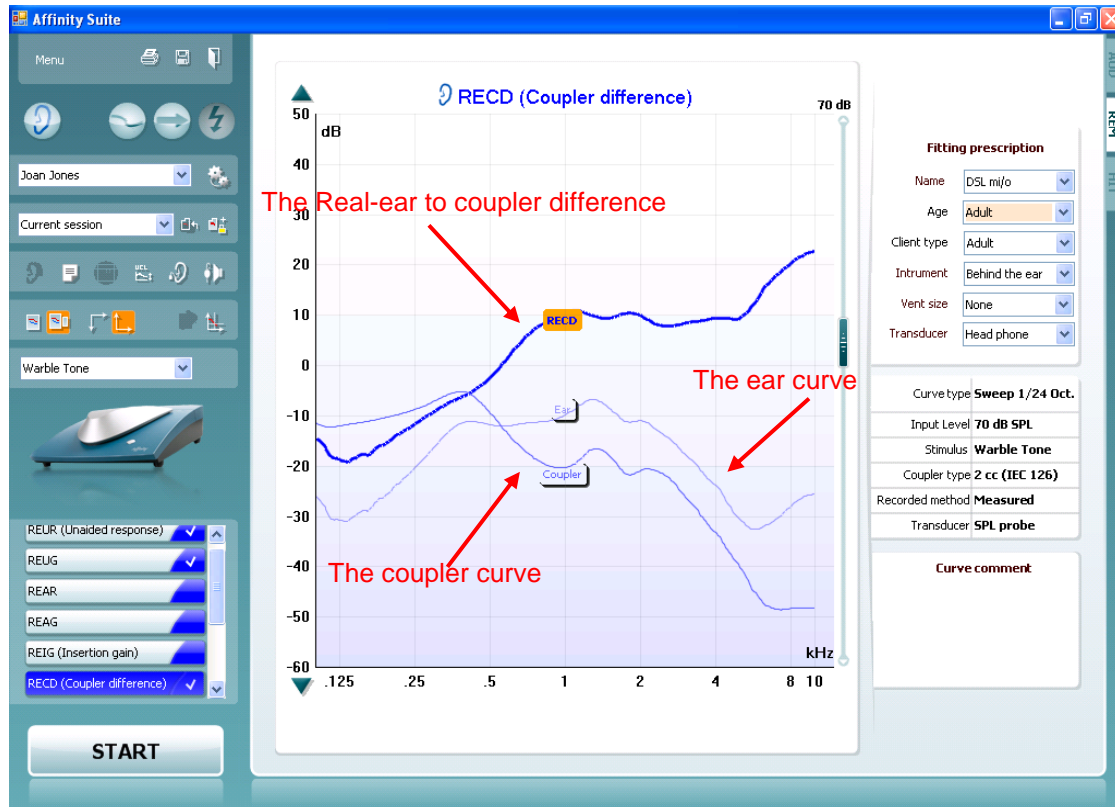 Affinity Suite
Menu
Joan Jones
Current session
UCL
Warble Tone
REUR (Unaided response)
REUG
REAR
REAG
REIG (Insertion gain)
RECD (Coupler difference)
START
RECD (Coupler difference)
70 dB
50
dB
40
30
20
10
0
-10
-20
-30
-40
-50
-60
.125
.25
.5
1
2
4
8
10
kHz
The Real-ear to coupler difference
RECD
The ear curve
Ear
Coupler
The coupler curve
Fitting prescription
Name DSL mi/o
Age Adult
Client type Adult
Intrument Behind the ear
Vent size None
Transducer Head phone
Curve type Sweep 1/24 Oct.
Input Level 70 dB SPL
Stimulus Warble Tone
Coupler type 2 cc (IEC 126)
Recorded method Measured
Transducer SPL probe
Curve comment
AUD
REM
HIT